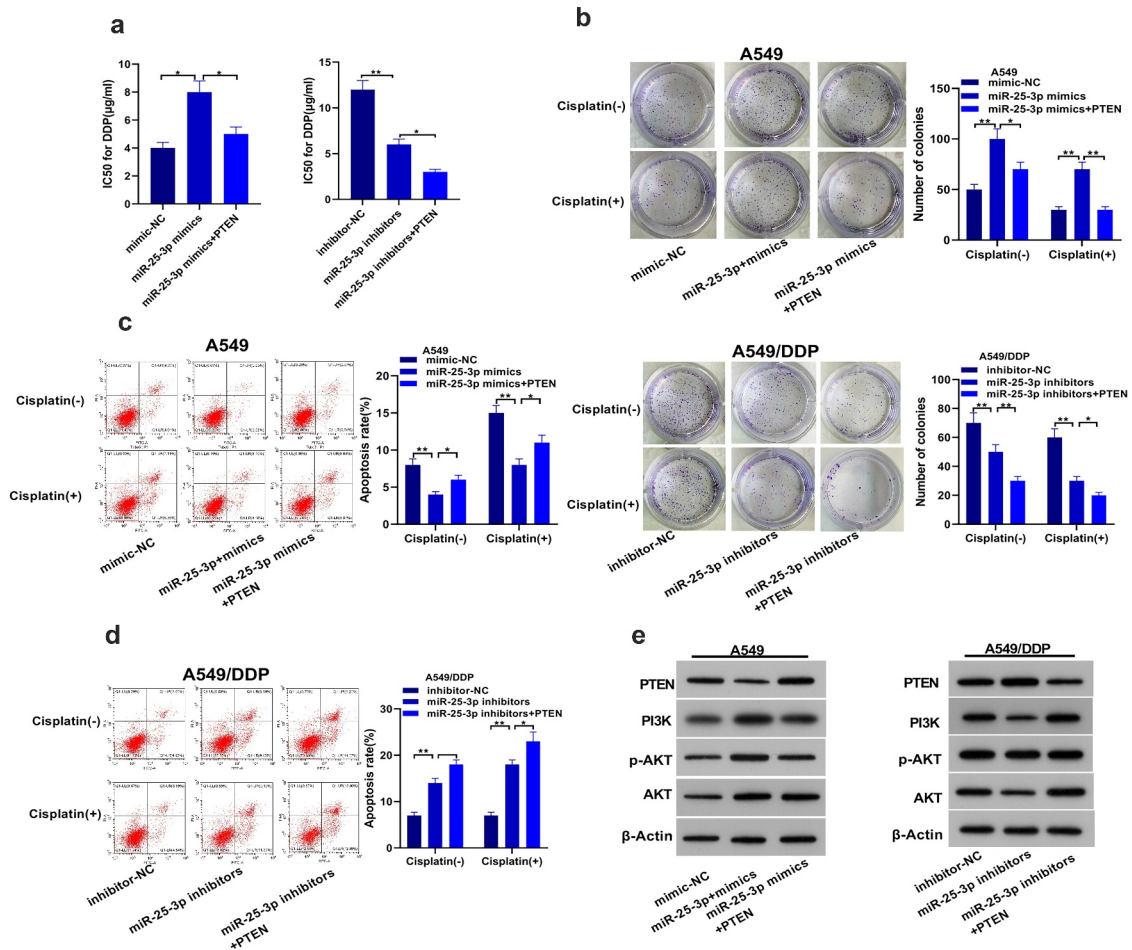 a
IC50 for DDP(μg/ml)
10
8
6
4
2
0
* *
mimic-NC
miR-25-3p mimics
miR-25-3p mimics+PTEN
IC50 for DDP(μg/ml)
15
10
5
0
** *
inhibitor-NC
miR-25-3p inhibitors
miR-25-3p inhibitors+PTEN
b
A549
Cisplatin(-)
Cisplatin(+)
mimic-NC
miR-25-3p+mimics
miR-25-3p mimics
+PTEN
A549
mimic-NC
miR-25-3p mimics
miR-25-3p mimics+PTEN
Number of colonies
150
100
50
0
** * ** **
Cisplatin(-) Cisplatin(+)
A549/DDP
Cisplatin(-)
Cisplatin(+)
inhibitor-NC
miR-25-3p inhibitors
miR-25-3p inhibitors
+PTEN
A549/DDP
inhibitor-NC
miR-25-3p inhibitors
miR-25-3p inhibitors+PTEN
Number of colonies
100
80
60
40
20
0
** ** ** *
Cisplatin(-) Cisplatin(+)
c
A549
Cisplatin(-)
Cisplatin(+)
mimic-NC
miR-25-3p+mimics
miR-25-3p mimics
+PTEN
A549
mimic-NC
miR-25-3p mimics
miR-25-3p mimics+PTEN
Apoptosis rate(%)
20
15
10
5
0
** * ** *
Cisplatin(-) Cisplatin(+)
d
A549/DDP
Cisplatin(-)
Cisplatin(+)
inhibitor-NC
miR-25-3p inhibitors
miR-25-3p inhibitors
+PTEN
A549/DDP
inhibitor-NC
miR-25-3p inhibitors
miR-25-3p inhibitors+PTEN
Apoptosis rate(%)
30
20
10
0
** ** *
Cisplatin(-) Cisplatin(+)
e
A549
PTEN
PI3K
p-AKT
AKT
β-Actin
mimic-NC
miR-25-3p+mimics
miR-25-3p mimics
+PTEN
A549/DDP
PTEN
PI3K
p-AKT
AKT
β-Actin
inhibitor-NC
miR-25-3p inhibitors
miR-25-3p inhibitors
+PTEN